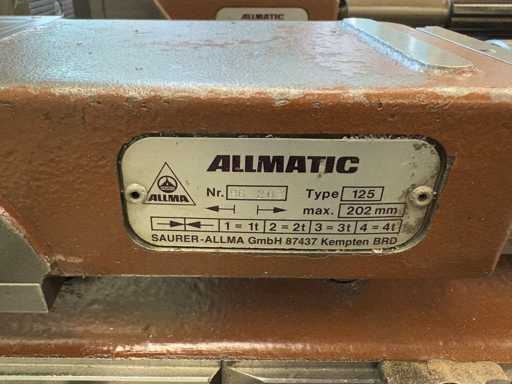 ALLMATIC
ALLMATIC
ALLMA
Nr. Type 125
max. 202 mm
1 = 1t 2 = 2t 3 = 3t 4 = 4t
SAURER-ALLMA GmbH 87437 Kempten BRD